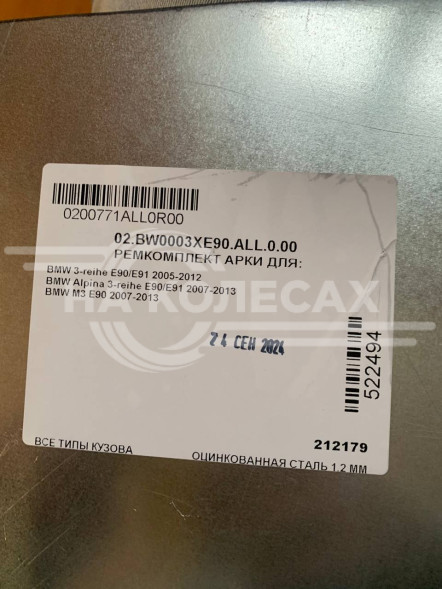 0200771ALL0R00
02.BW0003XE90.ALL.0.00
РЕМКОМПЛЕКТ АРКИ ДЛЯ:
BMW 3-reihe E90/E91 2005-2012
BMW Alpina 3-reihe E90/E91 2007-2013
BMW M3 E90 2007-2013
НА КОЛЕСАХ
24 СЕН 2024
522494
212179
ВСЕ ТИПЫ КУЗОВА
ОЦИНКОВАННАЯ СТАЛЬ 1,2 ММ